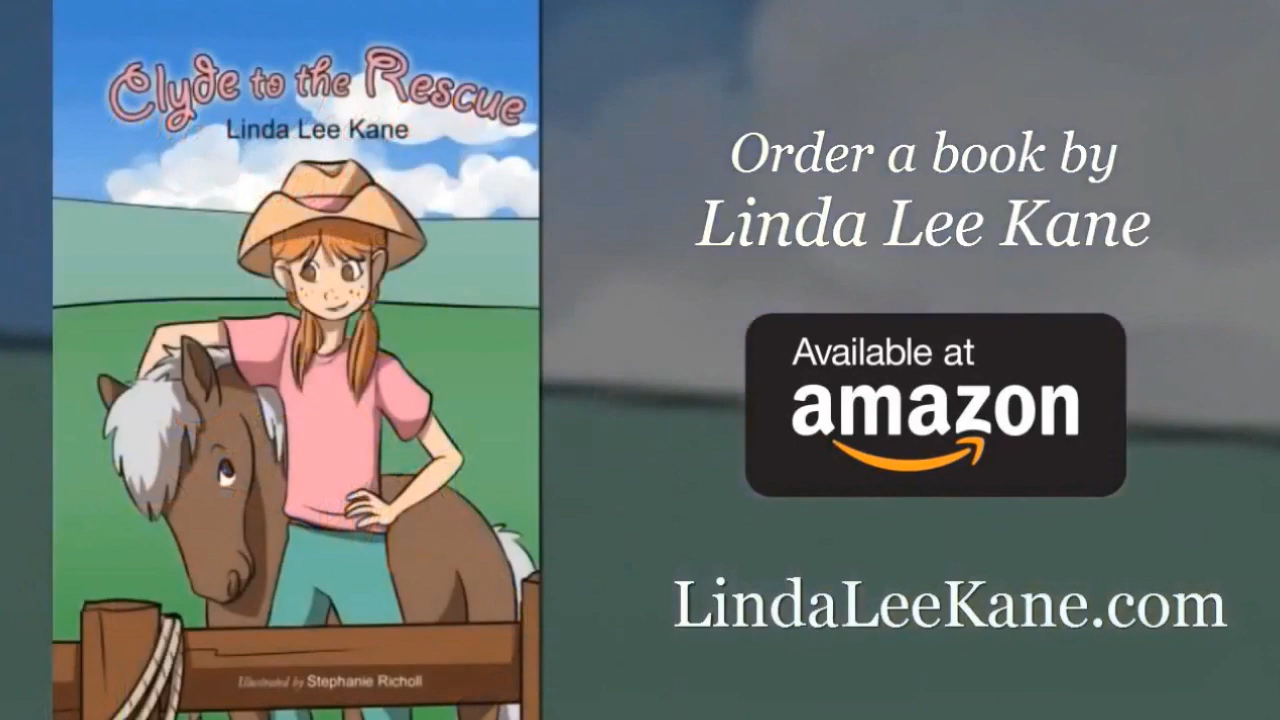 Clyde to the Rescue
Linda Lee Kane
Illustrated by Stephanie Richoll
Order a book by
Linda Lee Kane
Available at
amazon
LindaLeeKane.com